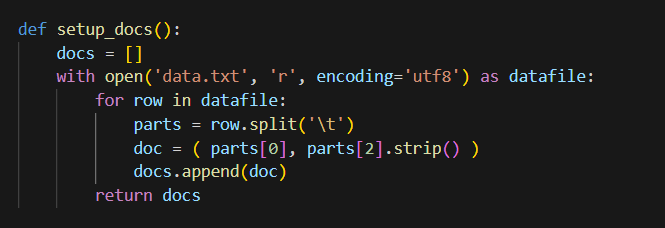 def setup_docs():
    docs = []
    with open('data.txt', 'r', encoding='utf8') as datafile:
        for row in datafile:
            parts = row.split('\t')
            doc = ( parts[0], parts[2].strip() )
            docs.append(doc)
        return docs